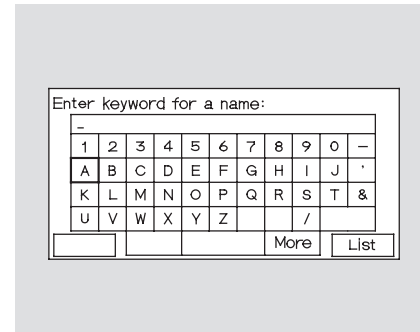 Enter keyword for a name:
_
1 2 3 4 5 6 7 8 9 0 –
A B C D E F G H I J '
K L M N O P Q R S T &
U V W X Y Z /
More List